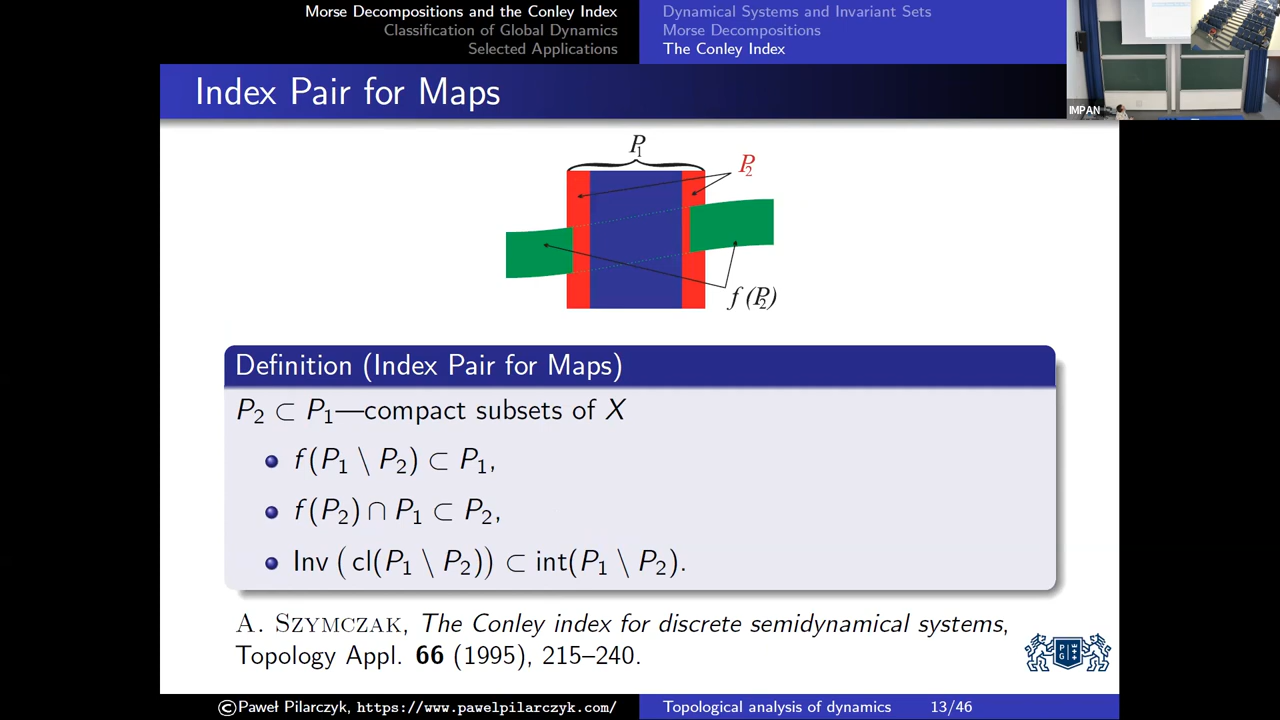 Morse Decompositions and the Conley Index
Classification of Global Dynamics
Selected Applications
Dynamical Systems and Invariant Sets
Morse Decompositions
The Conley Index
IMPAN
Index Pair for Maps
P₁
P₂
f (P₂)
Definition (Index Pair for Maps)
P₂ ⊂ P₁—compact subsets of X
f(P₁ \ P₂) ⊂ P₁,
f(P₂) ∩ P₁ ⊂ P₂,
Inv ( cl(P₁ \ P₂)) ⊂ int(P₁ \ P₂).
A. SZYMCZAK, The Conley index for discrete semidynamical systems,
Topology Appl. 66 (1995), 215–240.
P G
©Paweł Pilarczyk, https://www.pawelpilarczyk.com/
Topological analysis of dynamics
13/46